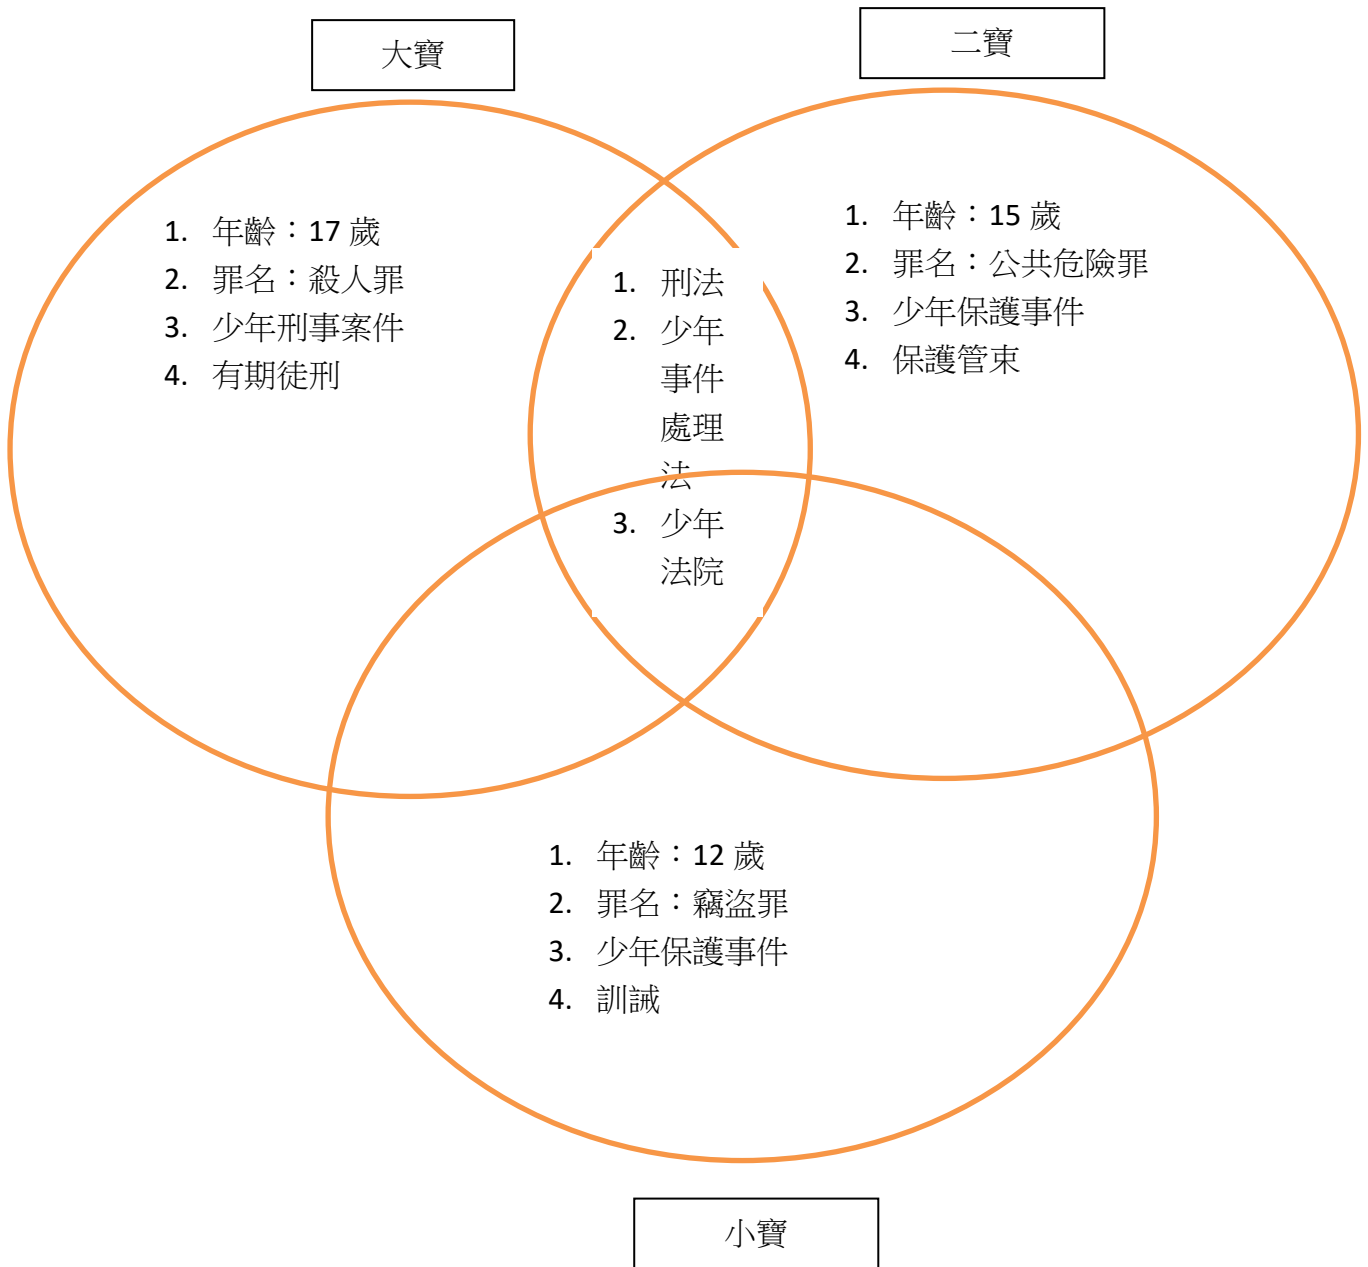 大寶
二寶
1. 年齡：17 歲
2. 罪名：殺人罪
3. 少年刑事案件
4. 有期徒刑
1. 刑法
2. 少年
事件
處理
法
3. 少年
法院
1. 年齡：15 歲
2. 罪名：公共危險罪
3. 少年保護事件
4. 保護管束
1. 年齡：12 歲
2. 罪名：竊盜罪
3. 少年保護事件
4. 訓誡
小寶